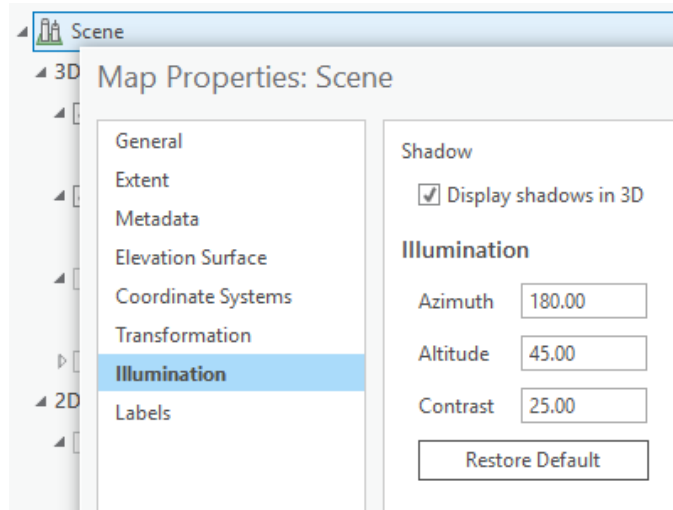 Scene
3D
Map Properties: Scene
General
Extent
Metadata
Elevation Surface
Coordinate Systems
Transformation
Illumination
Labels
2D
Shadow
Display shadows in 3D
Illumination
Azimuth 180.00
Altitude 45.00
Contrast 25.00
Restore Default